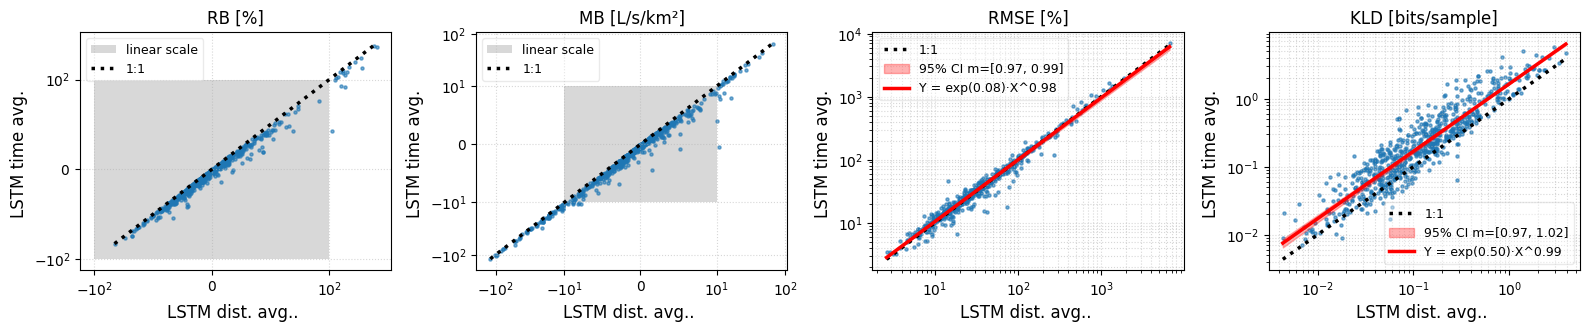 RB [%]
linear scale
1:1
LSTM time avg.
10²
0
−10²
−10²
0
10²
LSTM dist. avg..
MB [L/s/km²]
linear scale
1:1
LSTM time avg.
10²
10¹
0
−10¹
−10²
−10²
−10¹
0
10¹
10²
LSTM dist. avg..
RMSE [%]
1:1
95% CI m=[0.97, 0.99]
Y = exp(0.08)·X^0.98
LSTM time avg.
10⁴
10³
10²
10¹
10¹
10²
10³
LSTM dist. avg..
KLD [bits/sample]
LSTM time avg.
10⁰
10⁻¹
10⁻²
1:1
95% CI m=[0.97, 1.02]
Y = exp(0.50)·X^0.99
10⁻²
10⁻¹
10⁰
LSTM dist. avg..